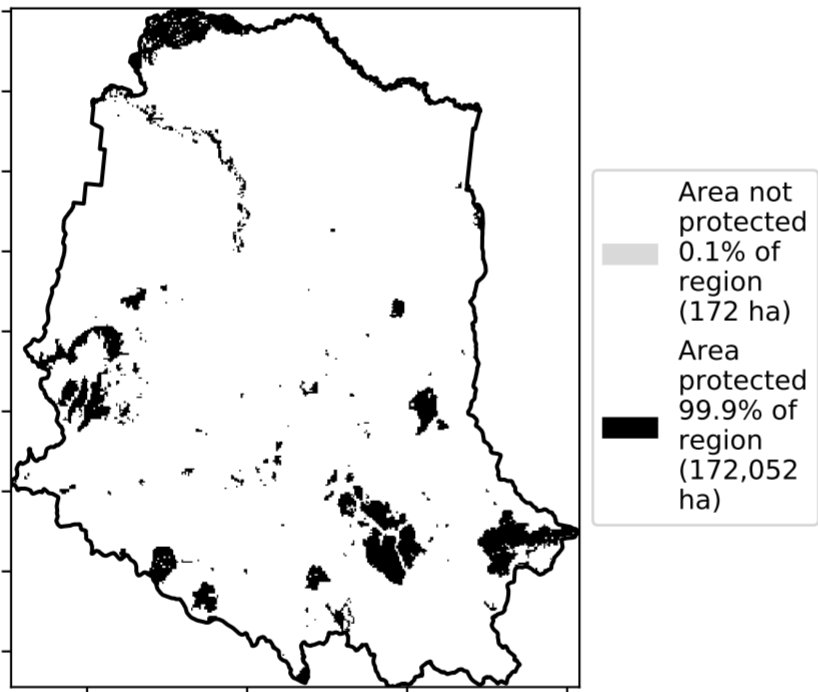 Area not
protected
0.1% of
region
(172 ha)
Area
protected
99.9% of
region
(172,052
ha)